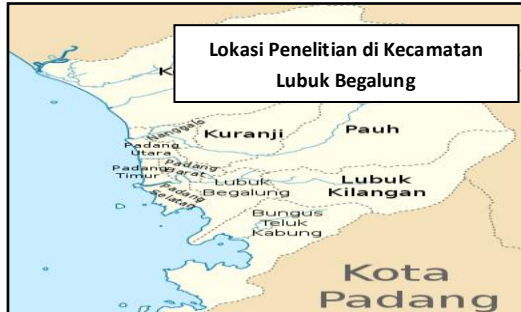 Lokasi Penelitian di Kecamatan
Lubuk Begalung
Nanggalo
Kuranji
Pauh
Padang
Utara
Padang
Barat
Padang
Timur
Lubuk
Begalung
Lubuk
Kilangan
Padang
Selatan
Bungus
Teluk
Kabung
Kota
Padang